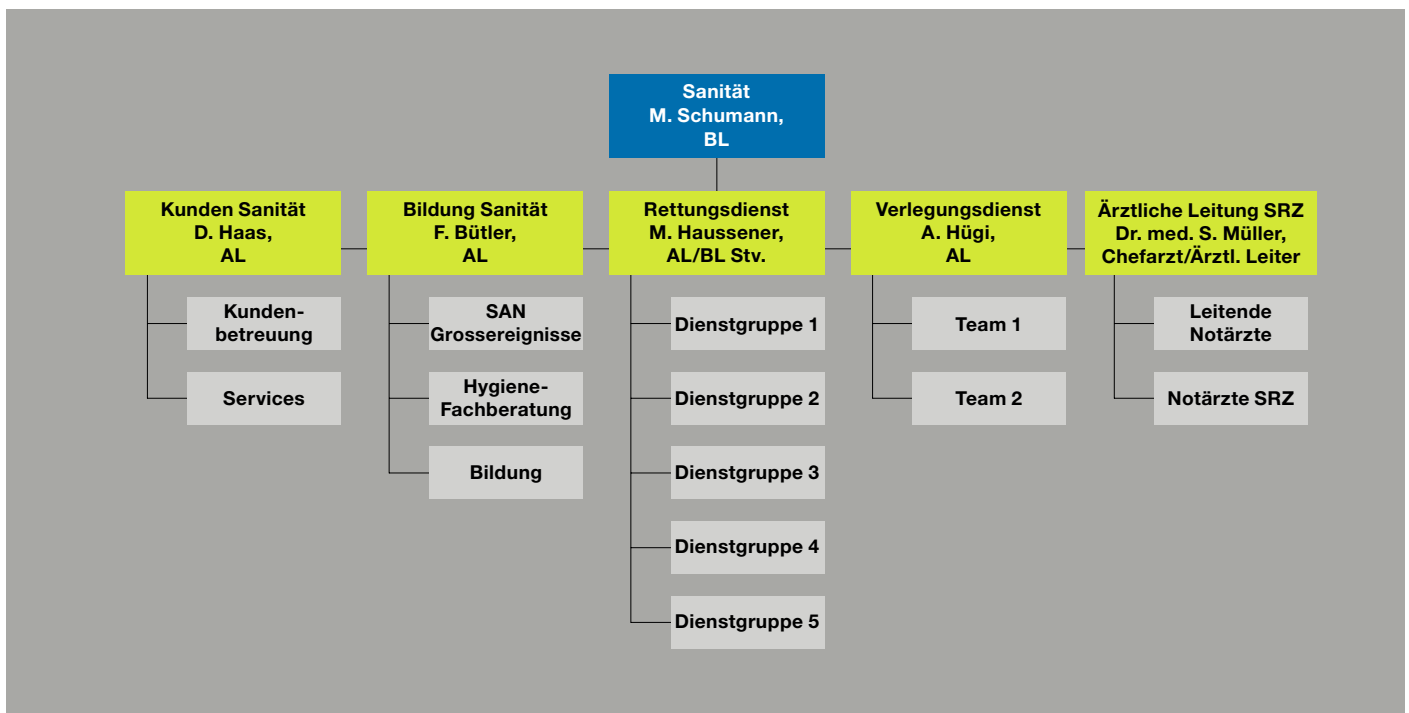 Sanität
M. Schumann,
BL
Kunden Sanität
D. Haas,
AL
Bildung Sanität
F. Bütler,
AL
Rettungsdienst
M. Haussener,
AL/BL Stv.
Verlegungsdienst
A. Hügi,
AL
Ärztliche Leitung SRZ
Dr. med. S. Müller,
Chefarzt/Ärztl. Leiter
Kunden-
betreuung
Services
SAN
Grossereignisse
Hygiene-
Fachberatung
Bildung
Dienstgruppe 1
Dienstgruppe 2
Dienstgruppe 3
Dienstgruppe 4
Dienstgruppe 5
Team 1
Team 2
Leitende
Notärzte
Notärzte SRZ